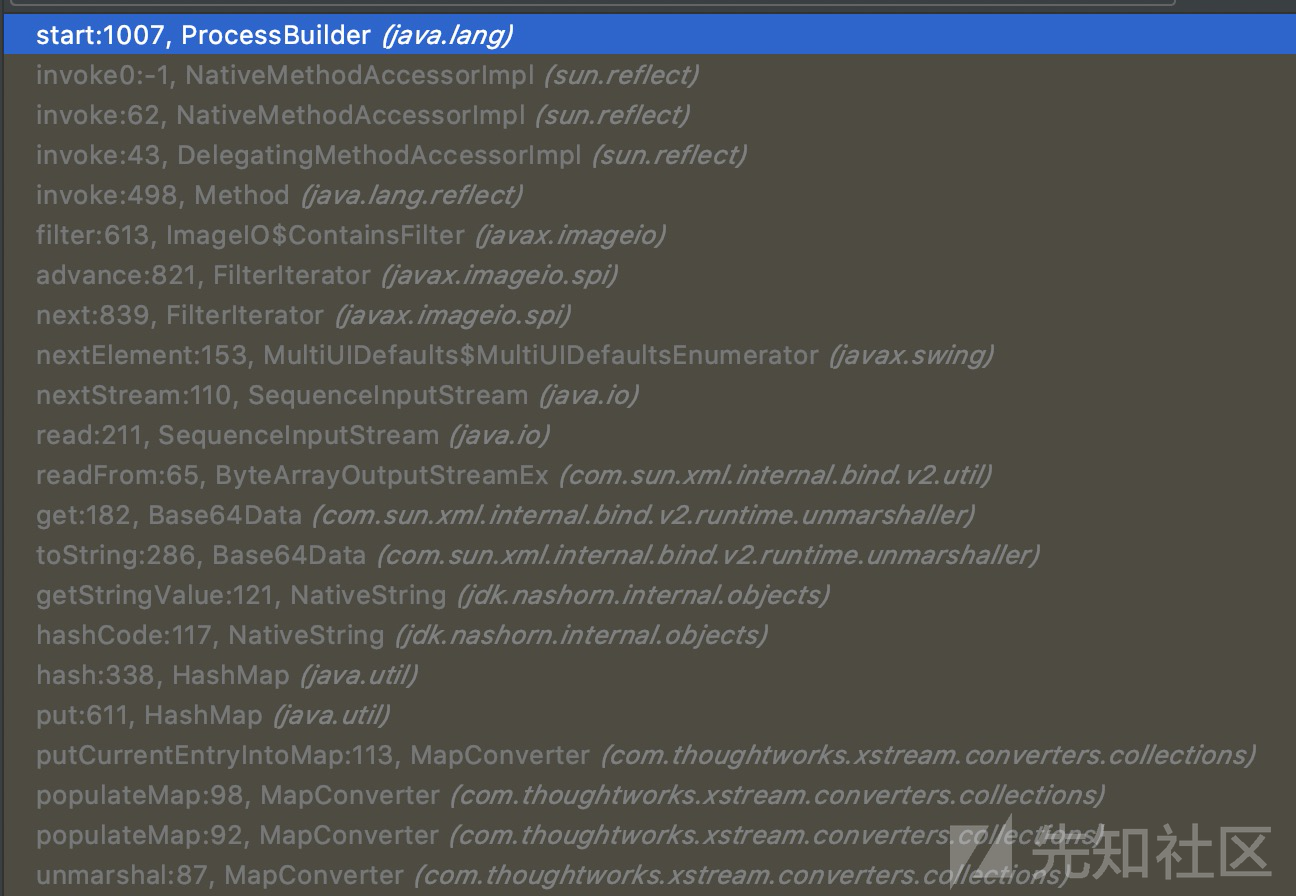 start:1007, ProcessBuilder (java.lang)
invoke0:-1, NativeMethodAccessorImpl (sun.reflect)
invoke:62, NativeMethodAccessorImpl (sun.reflect)
invoke:43, DelegatingMethodAccessorImpl (sun.reflect)
invoke:498, Method (java.lang.reflect)
filter:613, ImageIO$ContainsFilter (javax.imageio)
advance:821, FilterIterator (javax.imageio.spi)
next:839, FilterIterator (javax.imageio.spi)
nextElement:153, MultiUIDefaults$MultiUIDefaultsEnumerator (javax.swing)
nextStream:110, SequenceInputStream (java.io)
read:211, SequenceInputStream (java.io)
readFrom:65, ByteArrayOutputStreamEx (com.sun.xml.internal.bind.v2.util)
get:182, Base64Data (com.sun.xml.internal.bind.v2.runtime.unmarshaller)
toString:286, Base64Data (com.sun.xml.internal.bind.v2.runtime.unmarshaller)
getStringValue:121, NativeString (jdk.nashorn.internal.objects)
hashCode:117, NativeString (jdk.nashorn.internal.objects)
hash:338, HashMap (java.util)
put:611, HashMap (java.util)
putCurrentEntryIntoMap:113, MapConverter (com.thoughtworks.xstream.converters.collections)
populateMap:98, MapConverter (com.thoughtworks.xstream.converters.collections)
populateMap:92, MapConverter (com.thoughtworks.xstream.converters.collections)
unmarshal:87, MapConverter (com.thoughtworks.xstream.converters.collections)
先知社区